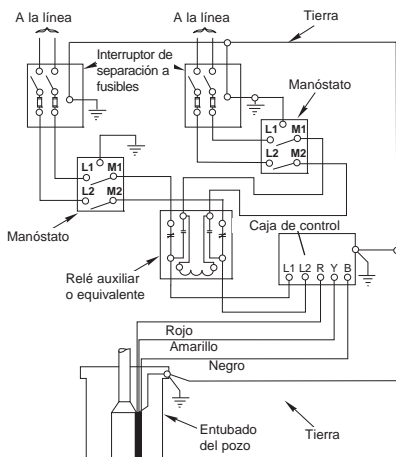 A la línea
A la línea
Tierra
Interruptor de
separación a
fusibles
Manóstato
L1 M1
L2 M2
L1 M1
L2 M2
Manóstato
Caja de control
Relé auxiliar
o equivalente
L1 L2 R Y B
Rojo
Amarillo
Negro
Entubado
del pozo
Tierra